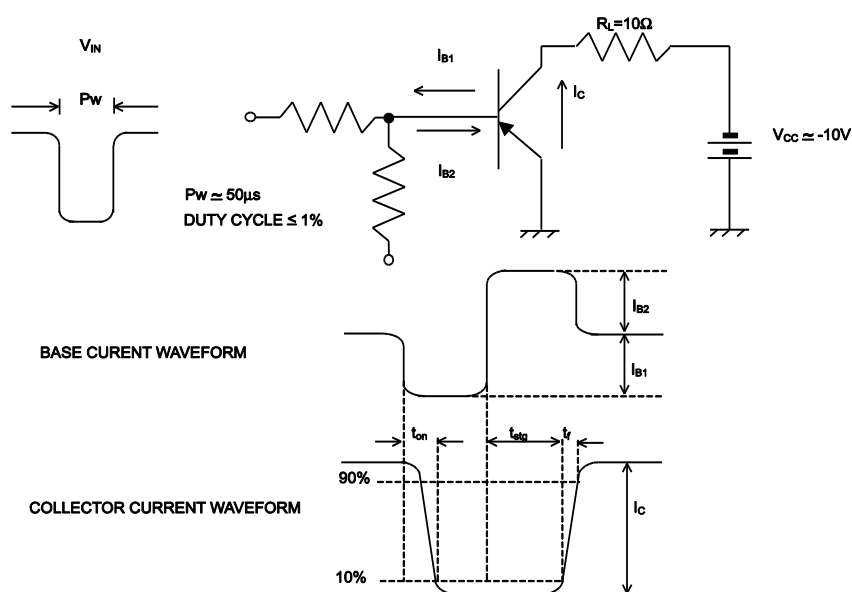 RL=10Ω
VIN
IB1
Pw
IC
VCC ≃ -10V
IB2
Pw ≃ 50µs
DUTY CYCLE ≤ 1%
IB2
BASE CURENT WAVEFORM
IB1
ton
tstg
tf
90%
COLLECTOR CURRENT WAVEFORM
IC
10%